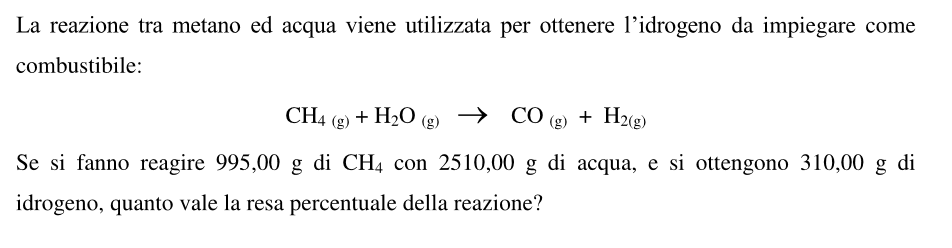 La reazione tra metano ed acqua viene utilizzata per ottenere l’idrogeno da impiegare come
combustibile:
CH4 (g) + H2O (g) → CO (g) + H2(g)
Se si fanno reagire 995,00 g di CH4 con 2510,00 g di acqua, e si ottengono 310,00 g di
idrogeno, quanto vale la resa percentuale della reazione?